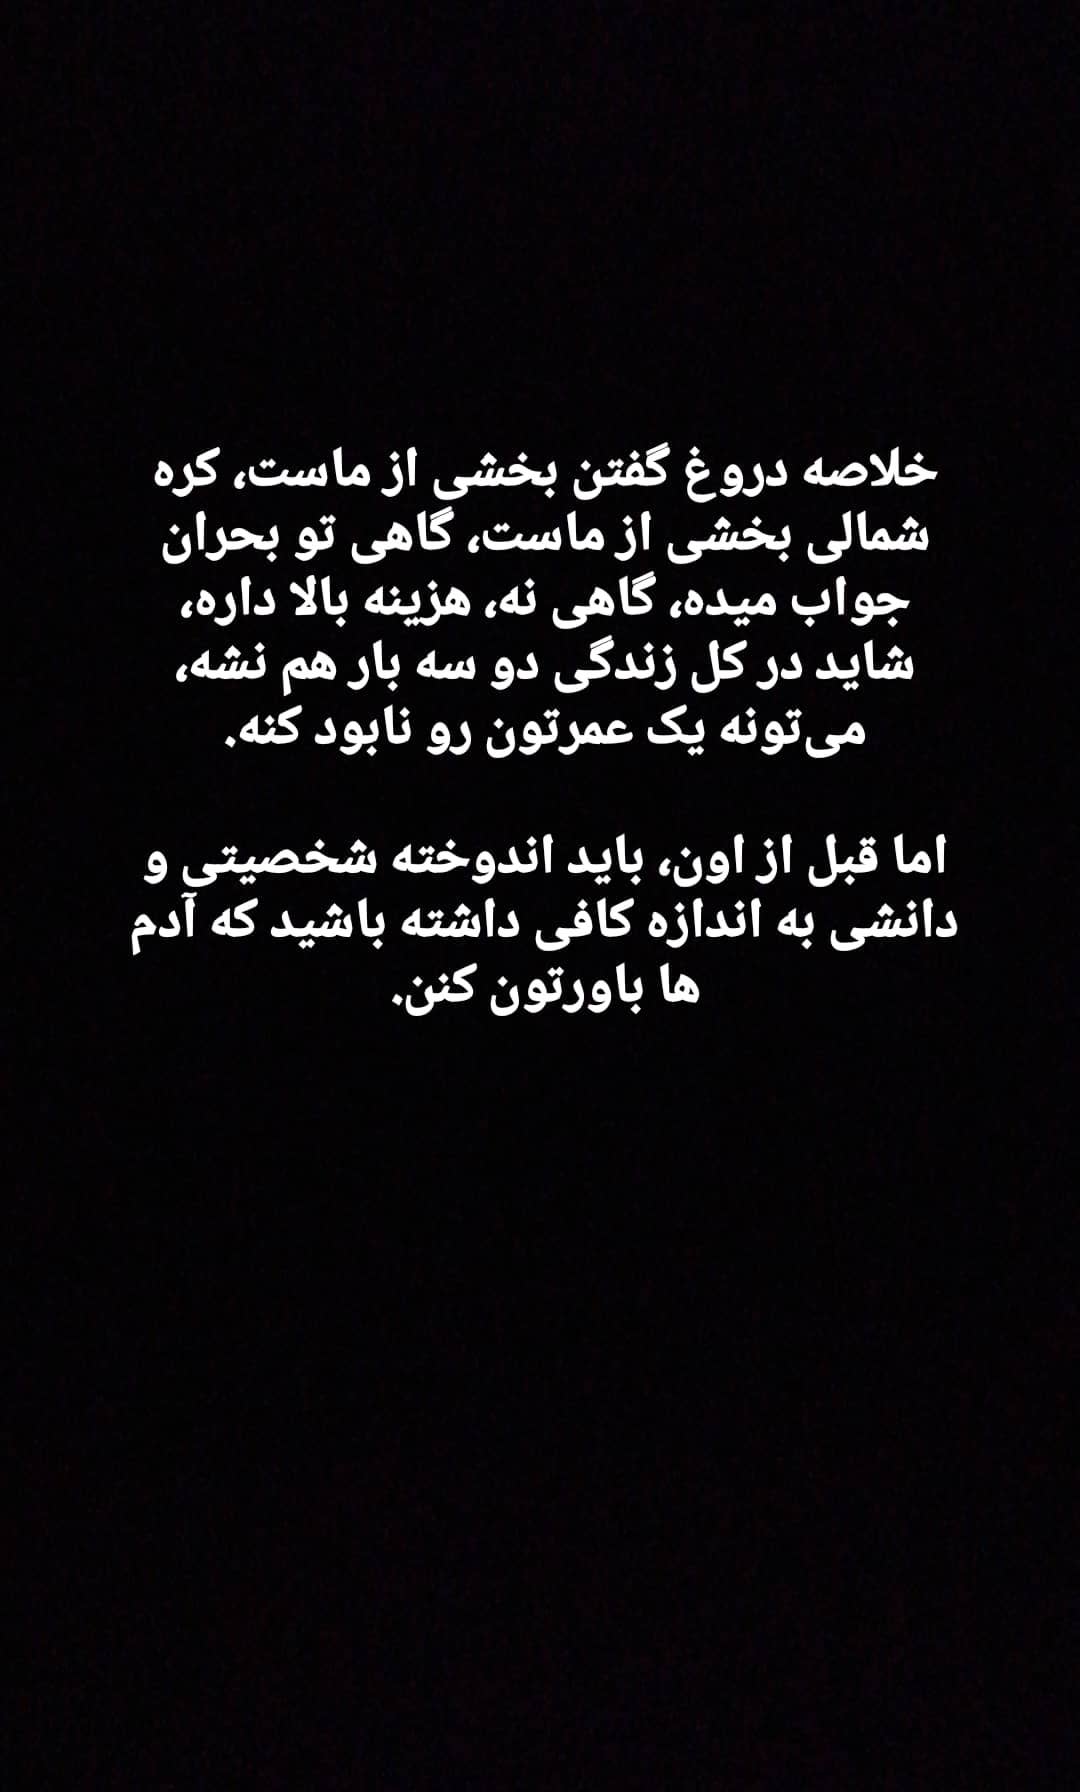 خلاصه دروغ گفتن بخشی از ماست، کره
شمالی بخشی از ماست، گاهی تو بحران
جواب میده، گاهی نه، هزینه بالا داره،
شاید در کل زندگی دو سه بار هم نشه،
می‌تونه یک عمرتون رو نابود کنه.
اما قبل از اون، باید اندوخته شخصیتی و
دانشی به اندازه کافی داشته باشید که آدم
ها باورتون کنن.